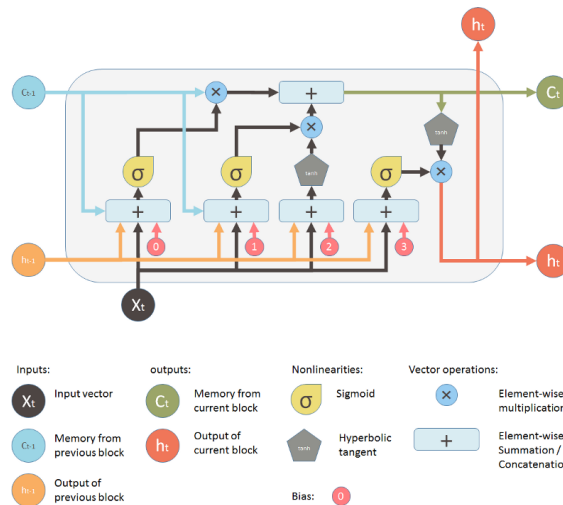 ht
Ct-1
×
+
Ct
tanh
×
σ
σ
tanh
σ
×
+
+
+
+
0
1
2
3
ht-1
ht
Xt
Inputs:
outputs:
Nonlinearities:
Vector operations:
Xt
Input vector
Ct
Memory from
current block
σ
Sigmoid
×
Element-wise
multiplication
Ct-1
Memory from
previous block
ht
Output of
current block
tanh
Hyperbolic
tangent
+
Element-wise
Summation /
Concatenation
ht-1
Output of
previous block
Bias:
0